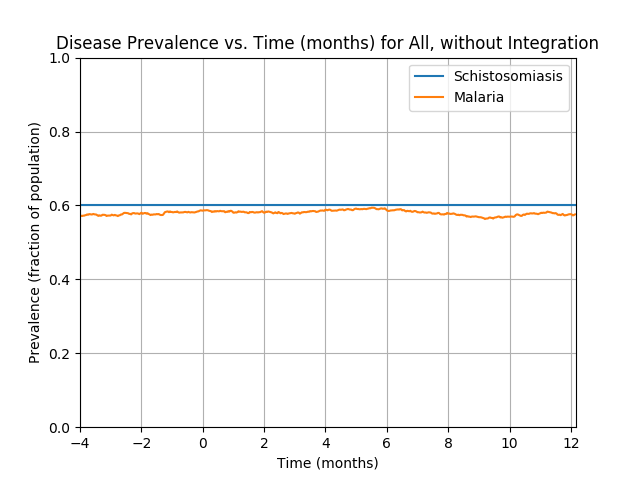 Disease Prevalence vs. Time (months) for All, without Integration
Schistosomiasis
Malaria
Prevalence (fraction of population)
1.0
0.8
0.6
0.4
0.2
0.0
−4 −2 0 2 4 6 8 10 12
Time (months)